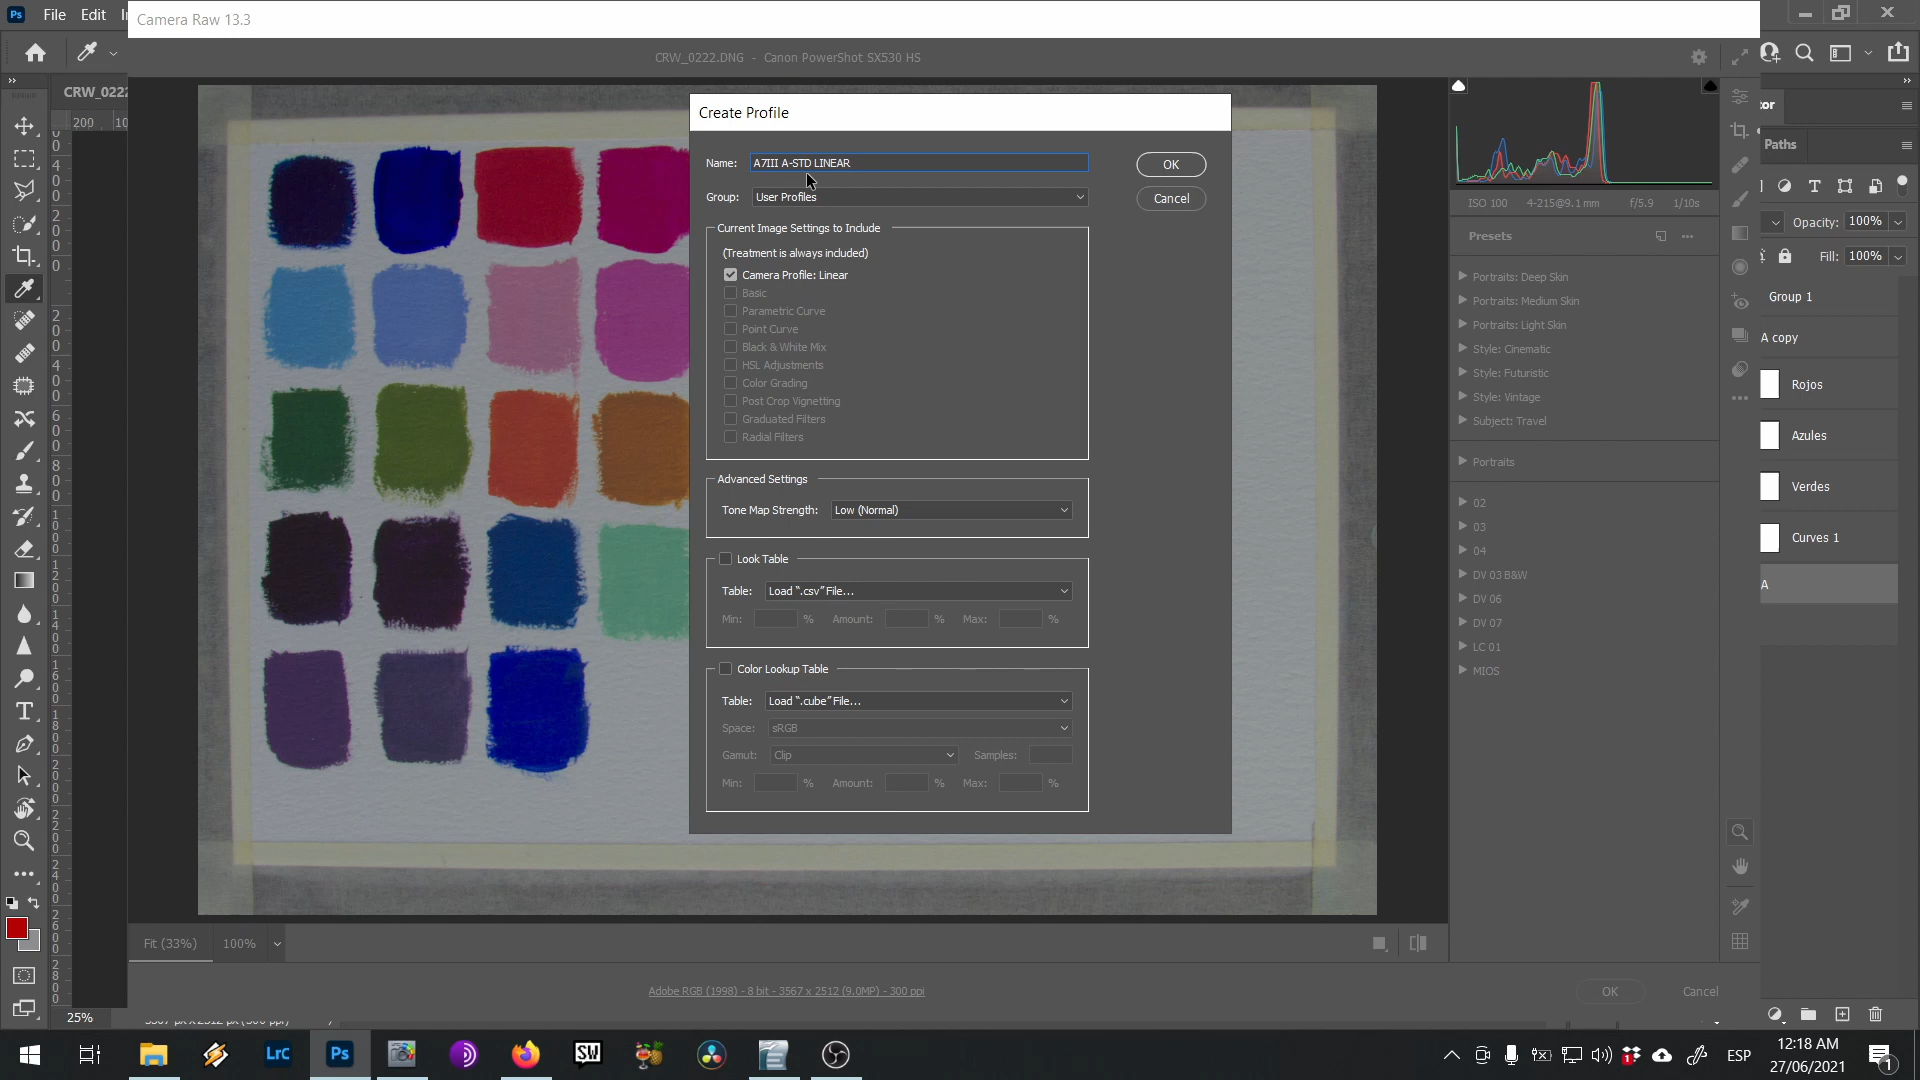 File Edit
Camera Raw 13.3
CRW_0222.DNG - Canon PowerShot SX530 HS
CRW_0222
200
Create Profile
Name: A7III A-STD LINEAR
OK
Group: User Profiles
Cancel
Current Image Settings to Include
(Treatment is always included)
Camera Profile: Linear
Basic
Parametric Curve
Point Curve
Black & White Mix
HSL Adjustments
Color Grading
Post Crop Vignetting
Graduated Filters
Radial Filters
Advanced Settings
Tone Map Strength: Low (Normal)
Look Table
Table: Load “.csv” File...
Min: % Amount: % Max: %
Color Lookup Table
Table: Load “.cube” File...
Space: sRGB
Gamut: Clip Samples:
Min: % Amount: % Max: %
ISO 100 4-215@9.1 mm f/5.9 1/10s
Presets
Portraits: Deep Skin
Portraits: Medium Skin
Portraits: Light Skin
Style: Cinematic
Style: Futuristic
Style: Vintage
Subject: Travel
Portraits
02
03
04
DV 03 B&W
DV 06
DV 07
LC 01
MIOS
Paths
Opacity: 100%
Fill: 100%
Group 1
A copy
Rojos
Azules
Verdes
Curves 1
A
Fit (33%) 100%
Adobe RGB (1998) - 8 bit - 3567 x 2512 (9.0MP) - 300 ppi
OK Cancel
25%
Ps
LrC
Ps
SW
ESP
12:18 AM
27/06/2021
1